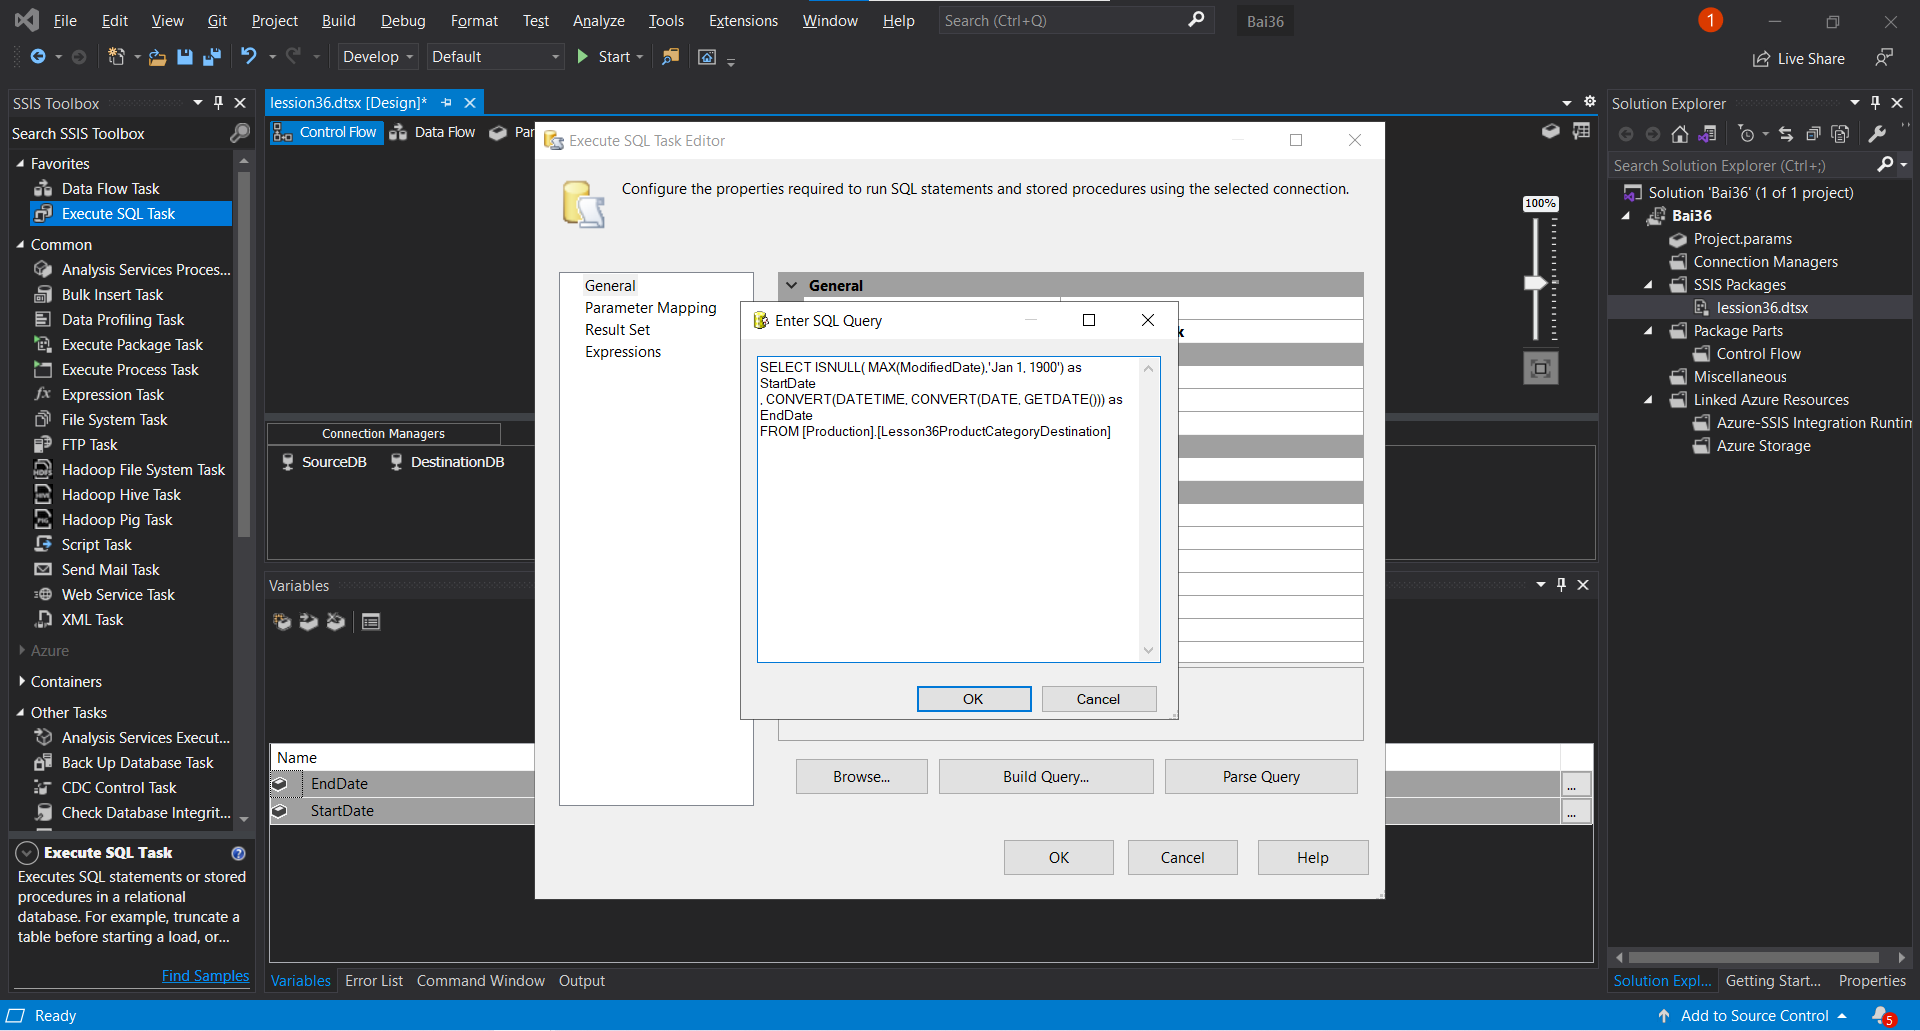 File Edit View Git Project Build Debug Format Test Analyze Tools Extensions Window Help Search (Ctrl+Q) Bai36 1
Develop Default Start Live Share
SSIS Toolbox
Search SSIS Toolbox
Favorites
Data Flow Task
Execute SQL Task
Common
Analysis Services Proces...
Bulk Insert Task
Data Profiling Task
Execute Package Task
Execute Process Task
Expression Task
File System Task
FTP Task
Hadoop File System Task
Hadoop Hive Task
Hadoop Pig Task
Script Task
Send Mail Task
Web Service Task
XML Task
Azure
Containers
Other Tasks
Analysis Services Execut...
Back Up Database Task
CDC Control Task
Check Database Integrit...
Execute SQL Task
Executes SQL statements or stored
procedures in a relational
database. For example, truncate a
table before starting a load, or...
Find Samples
lession36.dtsx [Design]*
Control Flow Data Flow Par
100%
Connection Managers
SourceDB DestinationDB
Variables
Name
EndDate
...
StartDate
...
Variables Error List Command Window Output
Execute SQL Task Editor
Configure the properties required to run SQL statements and stored procedures using the selected connection.
General
Parameter Mapping
Result Set
Expressions
General
k
Browse... Build Query... Parse Query
OK Cancel Help
Enter SQL Query
SELECT ISNULL( MAX(ModifiedDate),'Jan 1, 1900') as
StartDate
, CONVERT(DATETIME, CONVERT(DATE, GETDATE())) as
EndDate
FROM [Production].[Lesson36ProductCategoryDestination]
OK Cancel
Solution Explorer
Search Solution Explorer (Ctrl+;)
Solution 'Bai36' (1 of 1 project)
Bai36
Project.params
Connection Managers
SSIS Packages
lession36.dtsx
Package Parts
Control Flow
Miscellaneous
Linked Azure Resources
Azure-SSIS Integration Runtim
Azure Storage
Solution Expl... Getting Start... Properties
Ready Add to Source Control 5